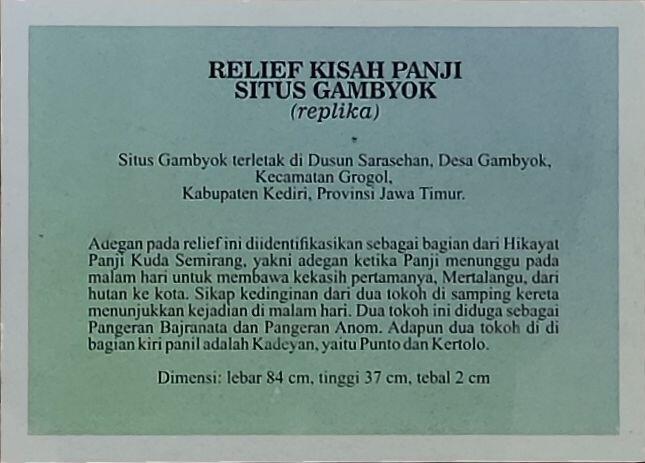 RELIEF KISAH PANJI
SITUS GAMBYOK
(replika)
Situs Gambyok terletak di Dusun Sarasehan, Desa Gambyok,
Kecamatan Grogol,
Kabupaten Kediri, Provinsi Jawa Timur.
Adegan pada relief ini diidentifikasikan sebagai bagian dari Hikayat
Panji Kuda Semirang, yakni adegan ketika Panji menunggu pada
malam hari untuk membawa kekasih pertamanya, Mertalangu, dari
hutan ke kota. Sikap kedinginan dari dua tokoh di samping kereta
menunjukkan kejadian di malam hari. Dua tokoh ini diduga sebagai
Pangeran Bajranata dan Pangeran Anom. Adapun dua tokoh di di
bagian kiri panil adalah Kadeyan, yaitu Punto dan Kertolo.
Dimensi: lebar 84 cm, tinggi 37 cm, tebal 2 cm